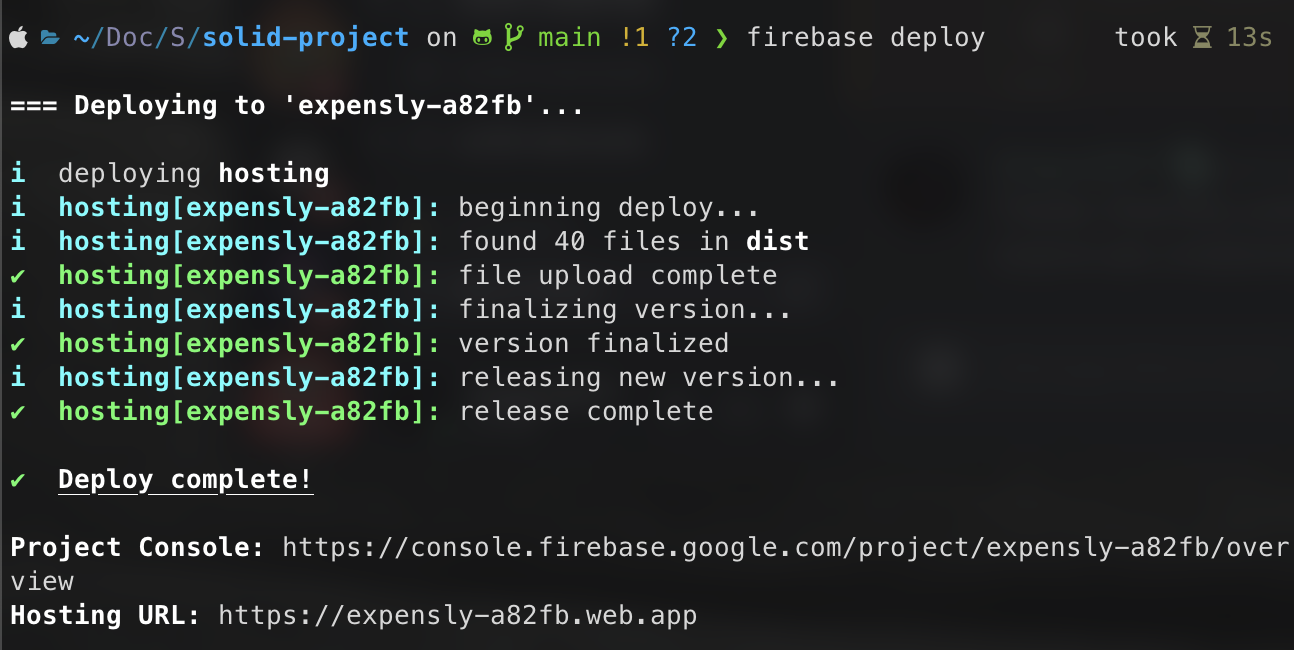 ~/Doc/S/solid-project on main !1 ?2 ❯ firebase deploy took 13s
=== Deploying to 'expensly-a82fb'...
i deploying hosting
i hosting[expensly-a82fb]: beginning deploy...
i hosting[expensly-a82fb]: found 40 files in dist
✔ hosting[expensly-a82fb]: file upload complete
i hosting[expensly-a82fb]: finalizing version...
✔ hosting[expensly-a82fb]: version finalized
i hosting[expensly-a82fb]: releasing new version...
✔ hosting[expensly-a82fb]: release complete
✔ Deploy complete!
Project Console: https://console.firebase.google.com/project/expensly-a82fb/over
view
Hosting URL: https://expensly-a82fb.web.app